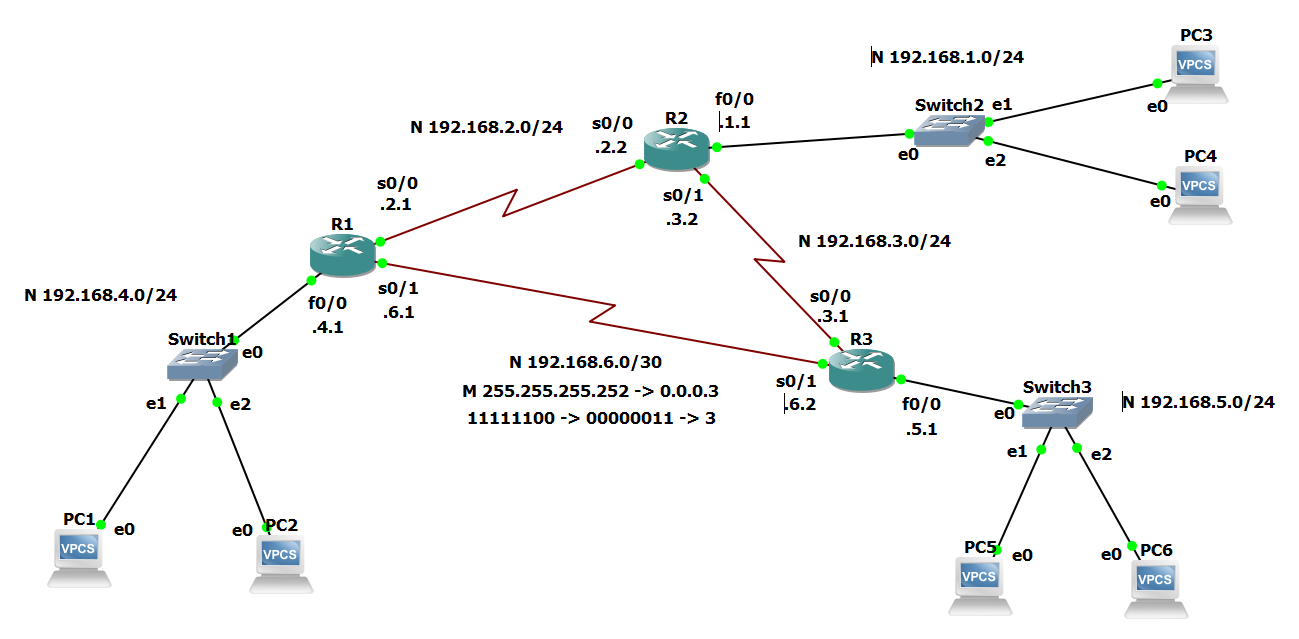 PC3
N 192.168.1.0/24
VPCS
f0/0
Switch2 e1
e0
N 192.168.2.0/24
s0/0
R2
.1.1
.2.2
e0
e2
PC4
VPCS
s0/0
s0/1
e0
.2.1
.3.2
R1
N 192.168.3.0/24
N 192.168.4.0/24
f0/0
s0/1
s0/0
.4.1
.6.1
.3.1
Switch1
e0
R3
N 192.168.6.0/30
s0/1
M 255.255.255.252 -> 0.0.0.3
.6.2
Switch3
e1
e2
f0/0
e0
N 192.168.5.0/24
11111100 -> 00000011 -> 3
.5.1
e1
e2
PC1
e0
e0
PC2
VPCS
VPCS
PC5
e0
e0
PC6
VPCS
VPCS